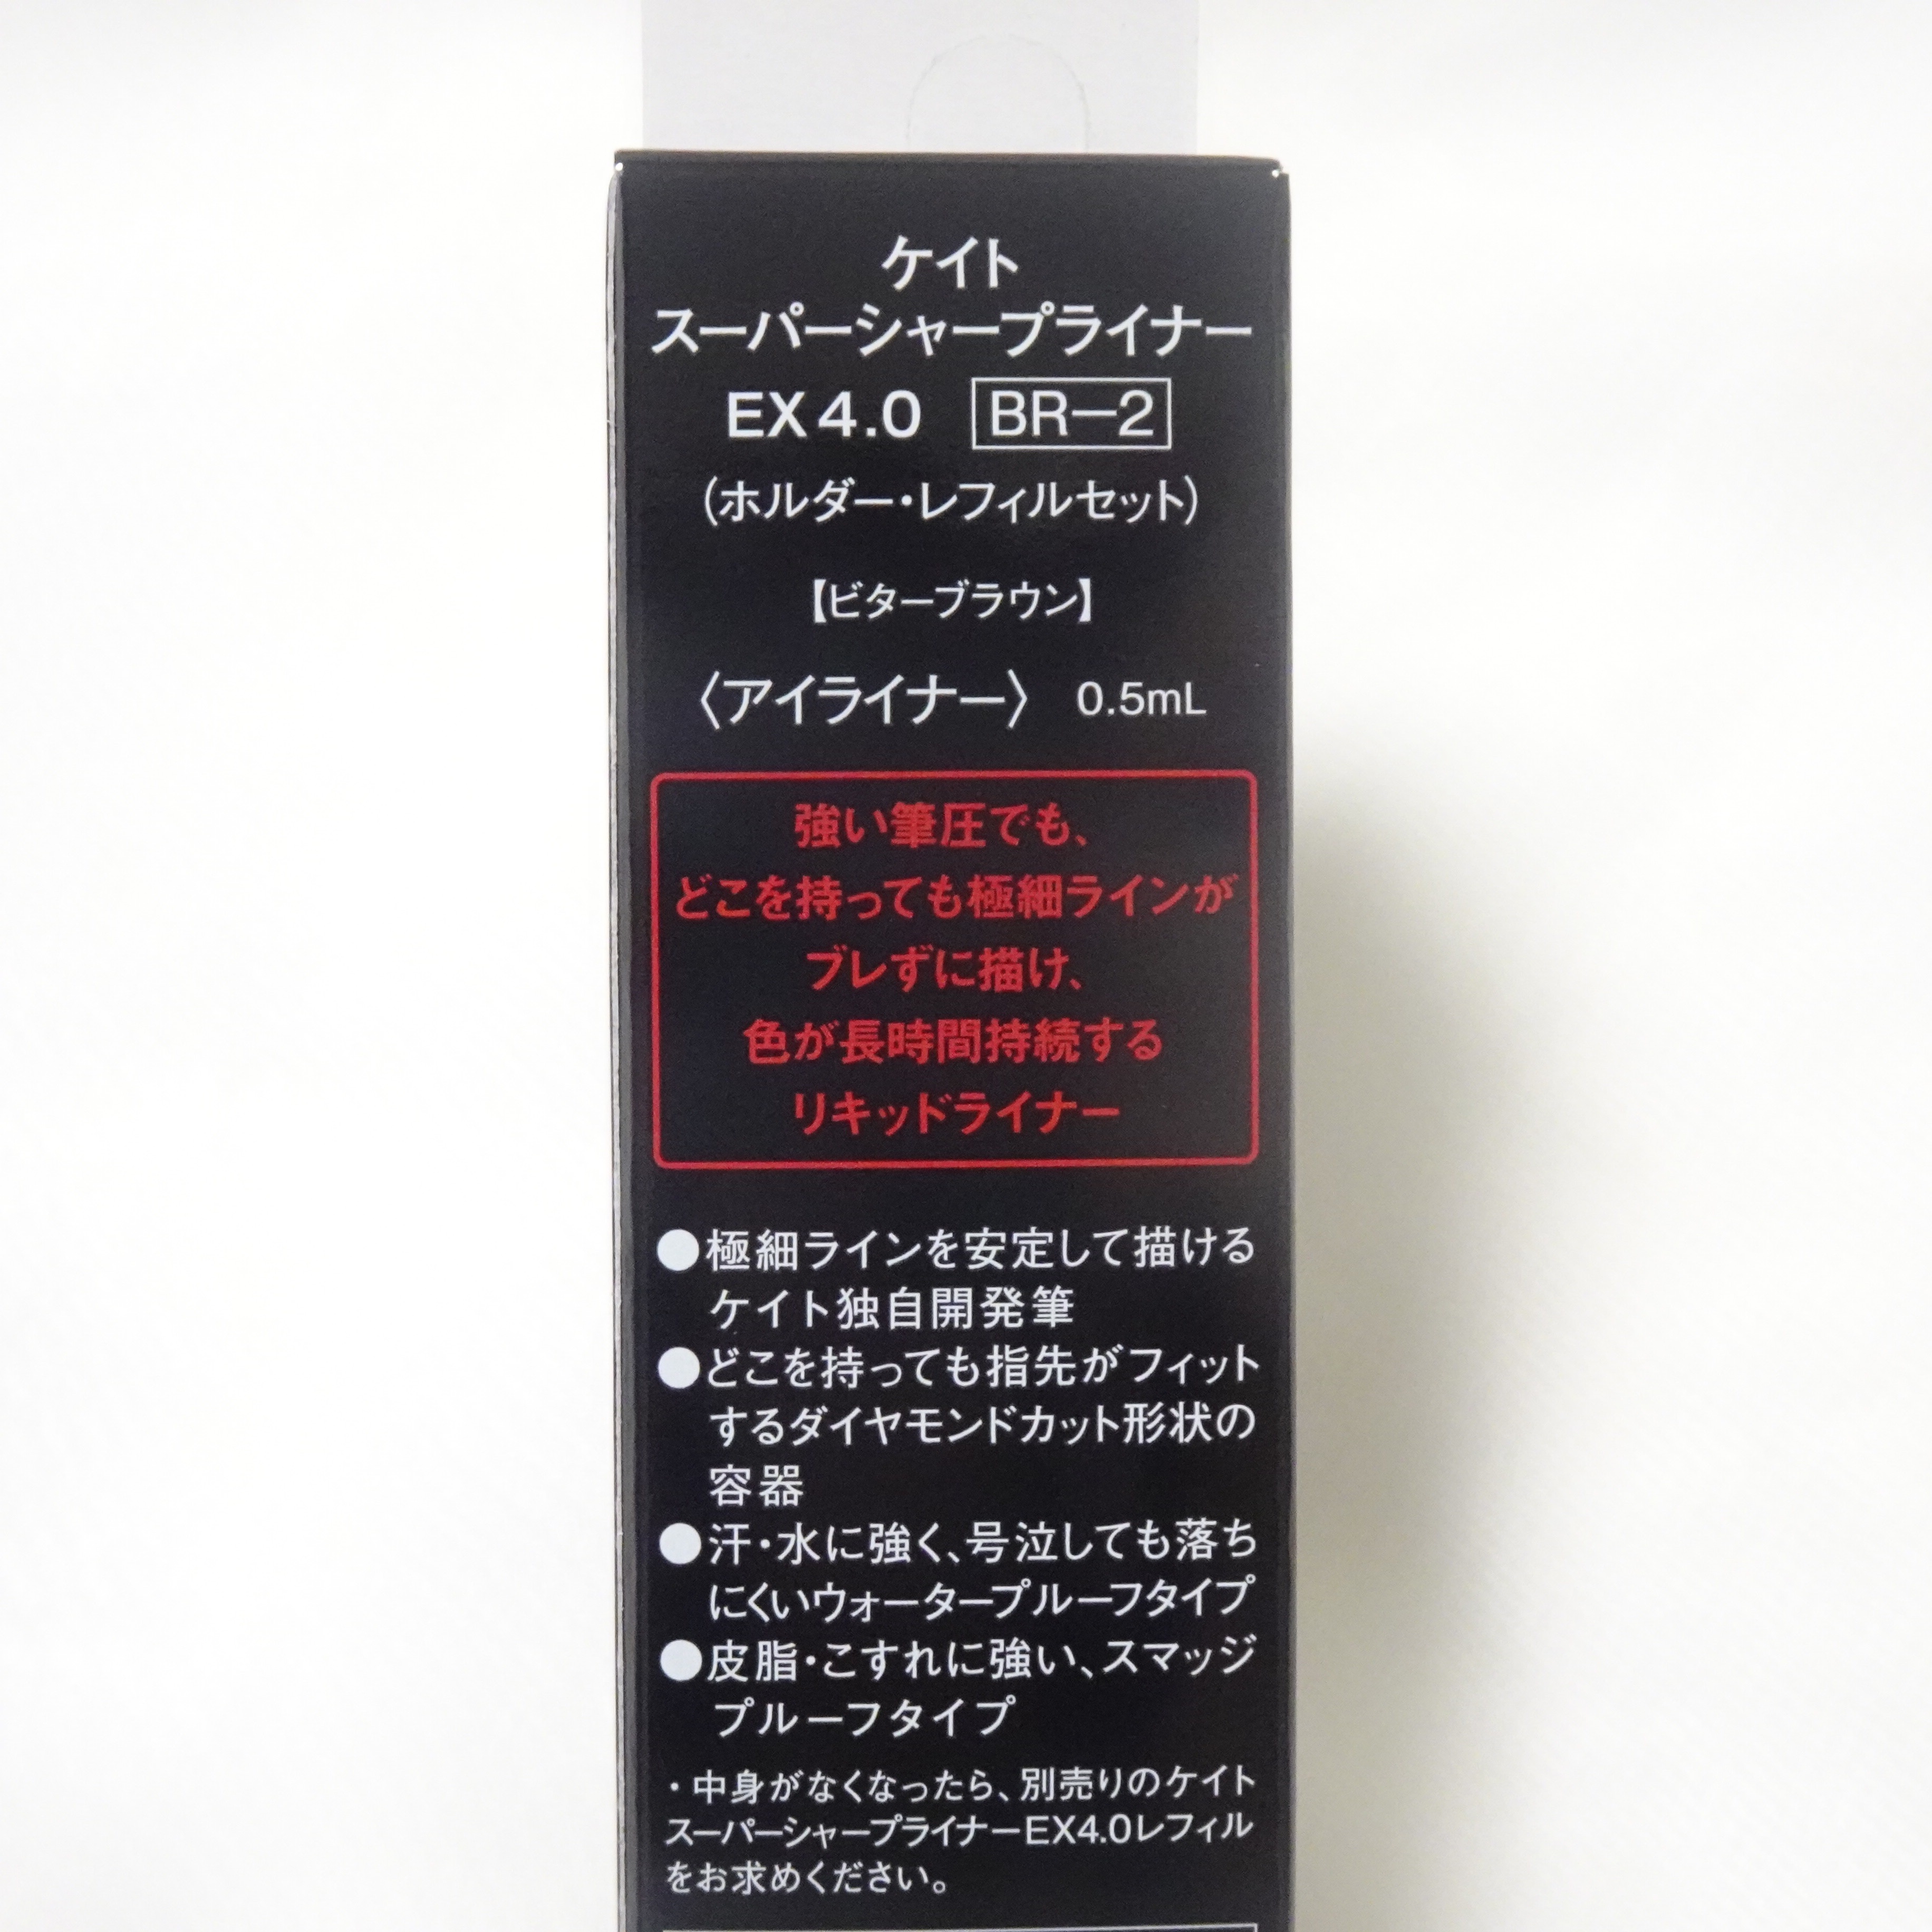 ケイト
スーパーシャープライナー
EX4.0 BR-2
(ホルダー・レフィルセット)
【ビターブラウン】
〈アイライナー〉 0.5mL
強い筆圧でも、
どこを持っても極細ラインが
ブレずに描け、
色が長時間持続する
リキッドライナー
●極細ラインを安定して描ける
ケイト独自開発筆
●どこを持っても指先がフィット
するダイヤモンドカット形状の
容器
●汗・水に強く、号泣しても落ち
にくいウォータープルーフタイプ
●皮脂・こすれに強い、スマッジ
プルーフタイプ
・中身がなくなったら、別売りのケイト
スーパーシャープライナーEX4.0レフィル
をお求めください。